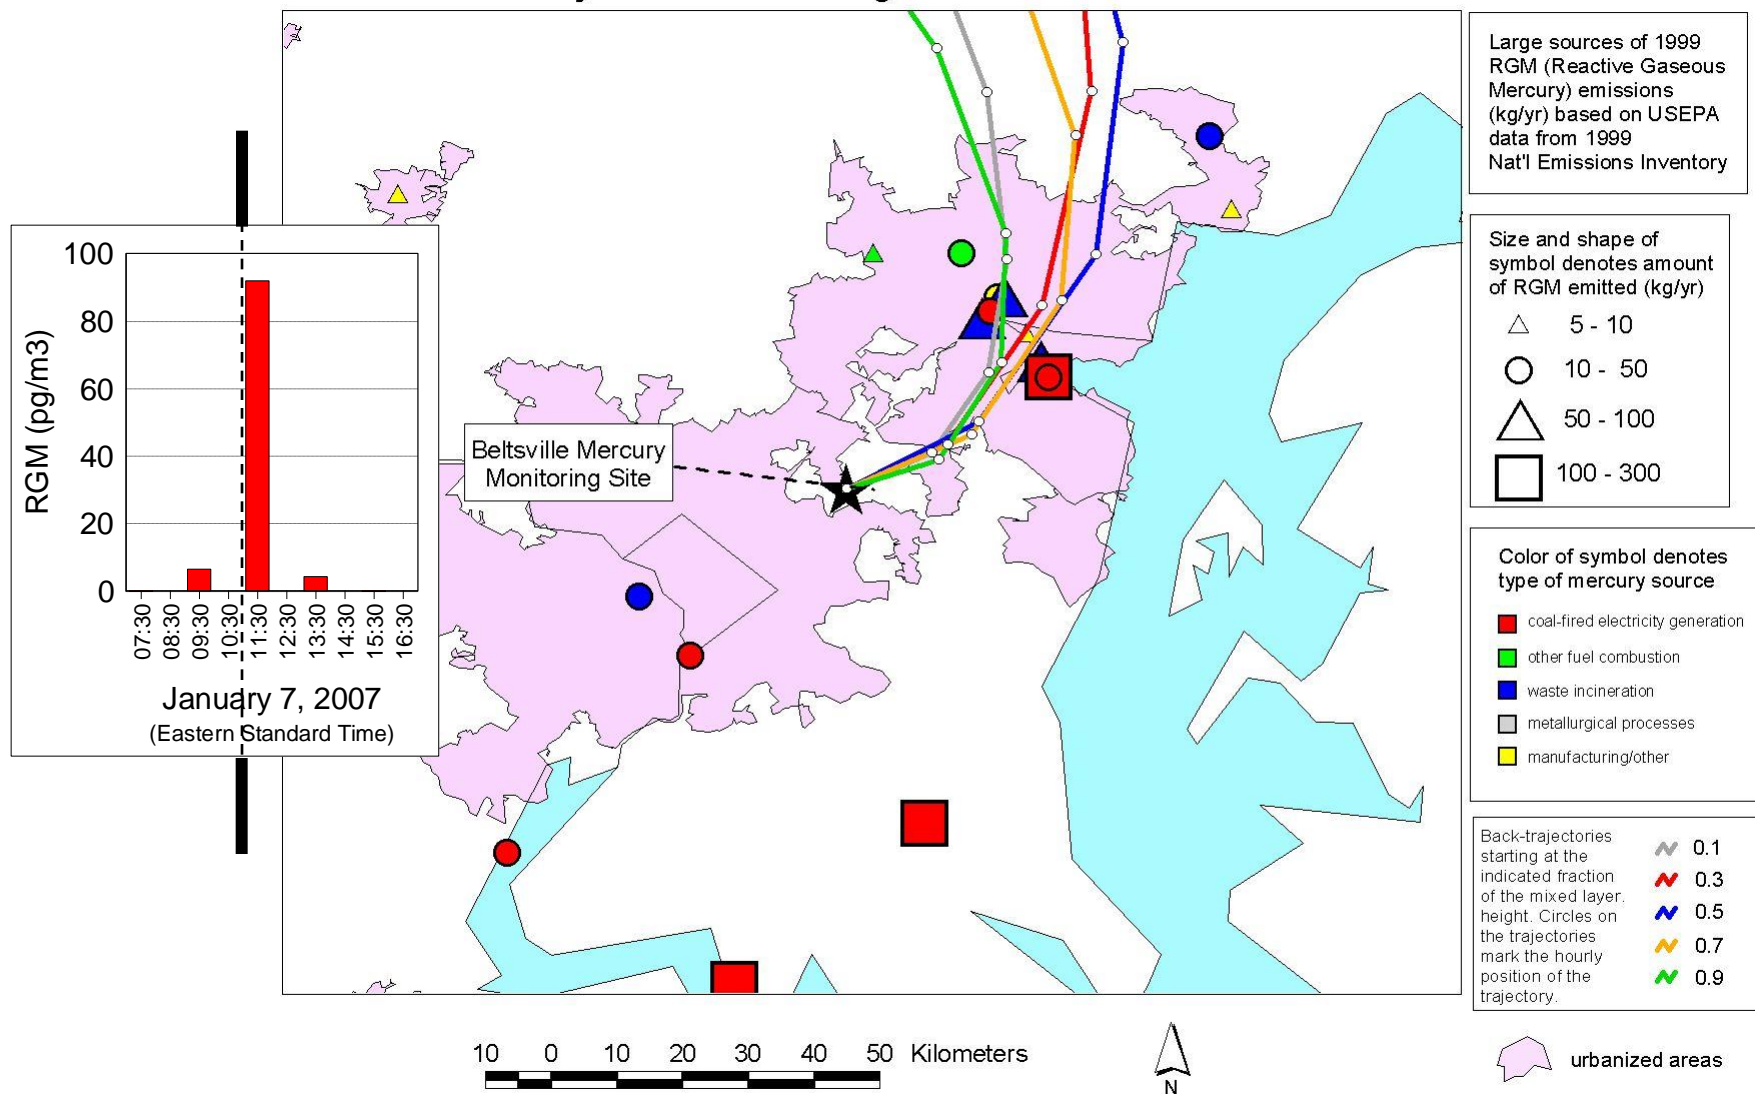 Large sources of 1999
RGM (Reactive Gaseous
Mercury) emissions
(kg/yr) based on USEPA
data from 1999
Nat'l Emissions Inventory
Size and shape of
symbol denotes amount
of RGM emitted (kg/yr)
5 - 10
10 - 50
50 - 100
100 - 300
Color of symbol denotes
type of mercury source
coal-fired electricity generation
other fuel combustion
waste incineration
metallurgical processes
manufacturing/other
Back-trajectories
starting at the
indicated fraction
of the mixed layer.
height. Circles on
the trajectories
mark the hourly
position of the
trajectory.
0.1
0.3
0.5
0.7
0.9
urbanized areas
Beltsville Mercury
Monitoring Site
RGM (pg/m3)
100
80
60
40
20
0
07:30
08:30
09:30
10:30
11:30
12:30
13:30
14:30
15:30
16:30
January 7, 2007
(Eastern Standard Time)
10 0 10 20 30 40 50 Kilometers
N